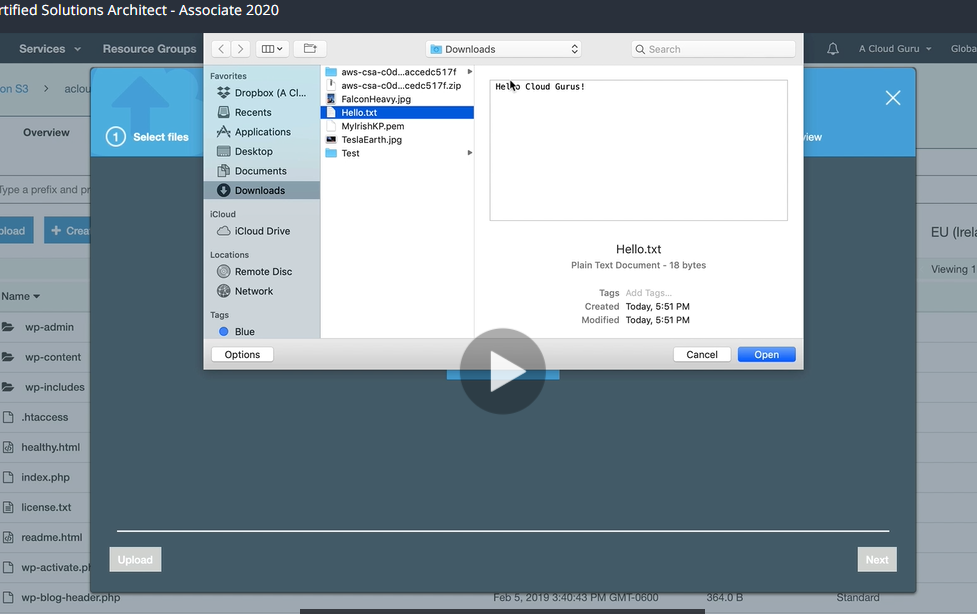 rtified Solutions Architect - Associate 2020
Services
Resource Groups
A Cloud Guru
Globa
on S3 > aclou
Overview
1 Select files
view
Type a prefix and pr
pload
+ Crea
EU (Irela
Viewing 1
Name
wp-admin
wp-content
wp-includes
.htaccess
healthy.html
index.php
license.txt
readme.html
wp-activate.ph
wp-blog-header.php
Feb 5, 2019 3:40:43 PM GMT-0600
364.0 B
Standard
Downloads
Search
Favorites
Dropbox (A Cl...
Recents
Applications
Desktop
Documents
Downloads
iCloud
iCloud Drive
Locations
Remote Disc
Network
Tags
Blue
aws-csa-c0d...accedc517f
aws-csa-c0d...cedc517f.zip
FalconHeavy.jpg
Hello.txt
MyIrishKP.pem
TeslaEarth.jpg
Test
Hello Cloud Gurus!
Hello.txt
Plain Text Document - 18 bytes
Tags Add Tags...
Created Today, 5:51 PM
Modified Today, 5:51 PM
Options
Cancel
Open
Upload
Next